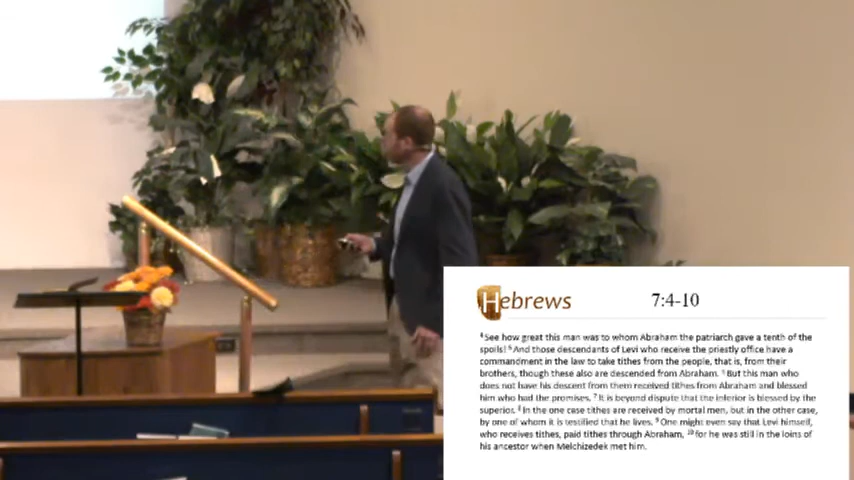 Hebrews 7:4-10
4 See how great this man was to whom Abraham the patriarch gave a tenth of the
spoils! 5 And those descendants of Levi who receive the priestly office have a
commandment in the law to take tithes from the people, that is, from their
brothers, though these also are descended from Abraham. 6 But this man who
does not have his descent from them received tithes from Abraham and blessed
him who had the promises. 7 It is beyond dispute that the inferior is blessed by the
superior. 8 In the one case tithes are received by mortal men, but in the other case,
by one of whom it is testified that he lives. 9 One might even say that Levi himself,
who receives tithes, paid tithes through Abraham, 10 for he was still in the loins of
his ancestor when Melchizedek met him.